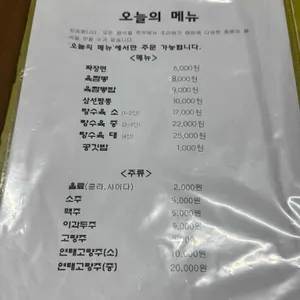 오늘의 메뉴
'오늘의 메뉴'에서만 주문 가능합니다.
<메뉴>
짜장면 6,000원
육짬뽕 8,000원
육짬뽕밥 9,000원
삼선짬뽕 10,000원
탕수육 소 17,000원
탕수육 중 22,000원
탕수육 대 25,000원
공깃밥 1,000원
<주류>
음료(콜라,사이다) 2,000원
소주 5,000원
맥주 5,000원
이과두주
고량주
연태고량주(소) 10,000원
연태고량주(중) 20,000원